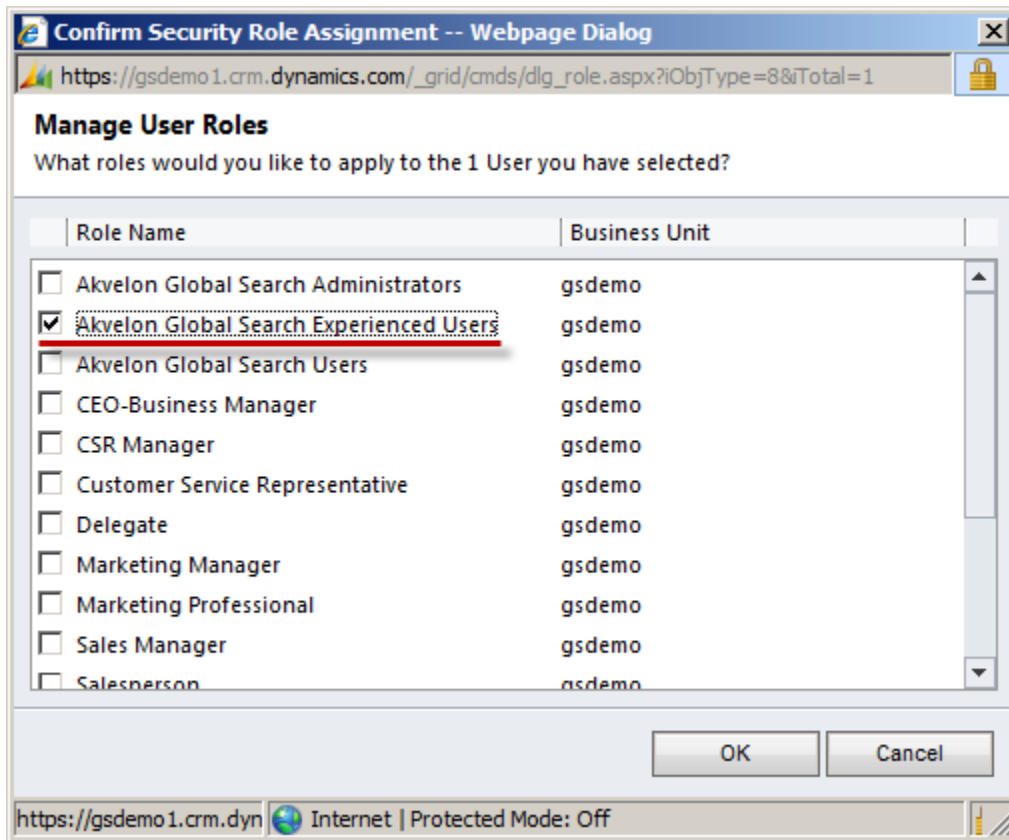 Confirm Security Role Assignment -- Webpage Dialog
https://gsdemo1.crm.dynamics.com/_grid/cmds/dlg_role.aspx?iObjType=8&iTotal=1
Manage User Roles
What roles would you like to apply to the 1 User you have selected?
Role Name Business Unit
Akvelon Global Search Administrators gsdemo
Akvelon Global Search Experienced Users gsdemo
Akvelon Global Search Users gsdemo
CEO-Business Manager gsdemo
CSR Manager gsdemo
Customer Service Representative gsdemo
Delegate gsdemo
Marketing Manager gsdemo
Marketing Professional gsdemo
Sales Manager gsdemo
Salesperson gsdemo
OK Cancel
https://gsdemo1.crm.dyn Internet | Protected Mode: Off